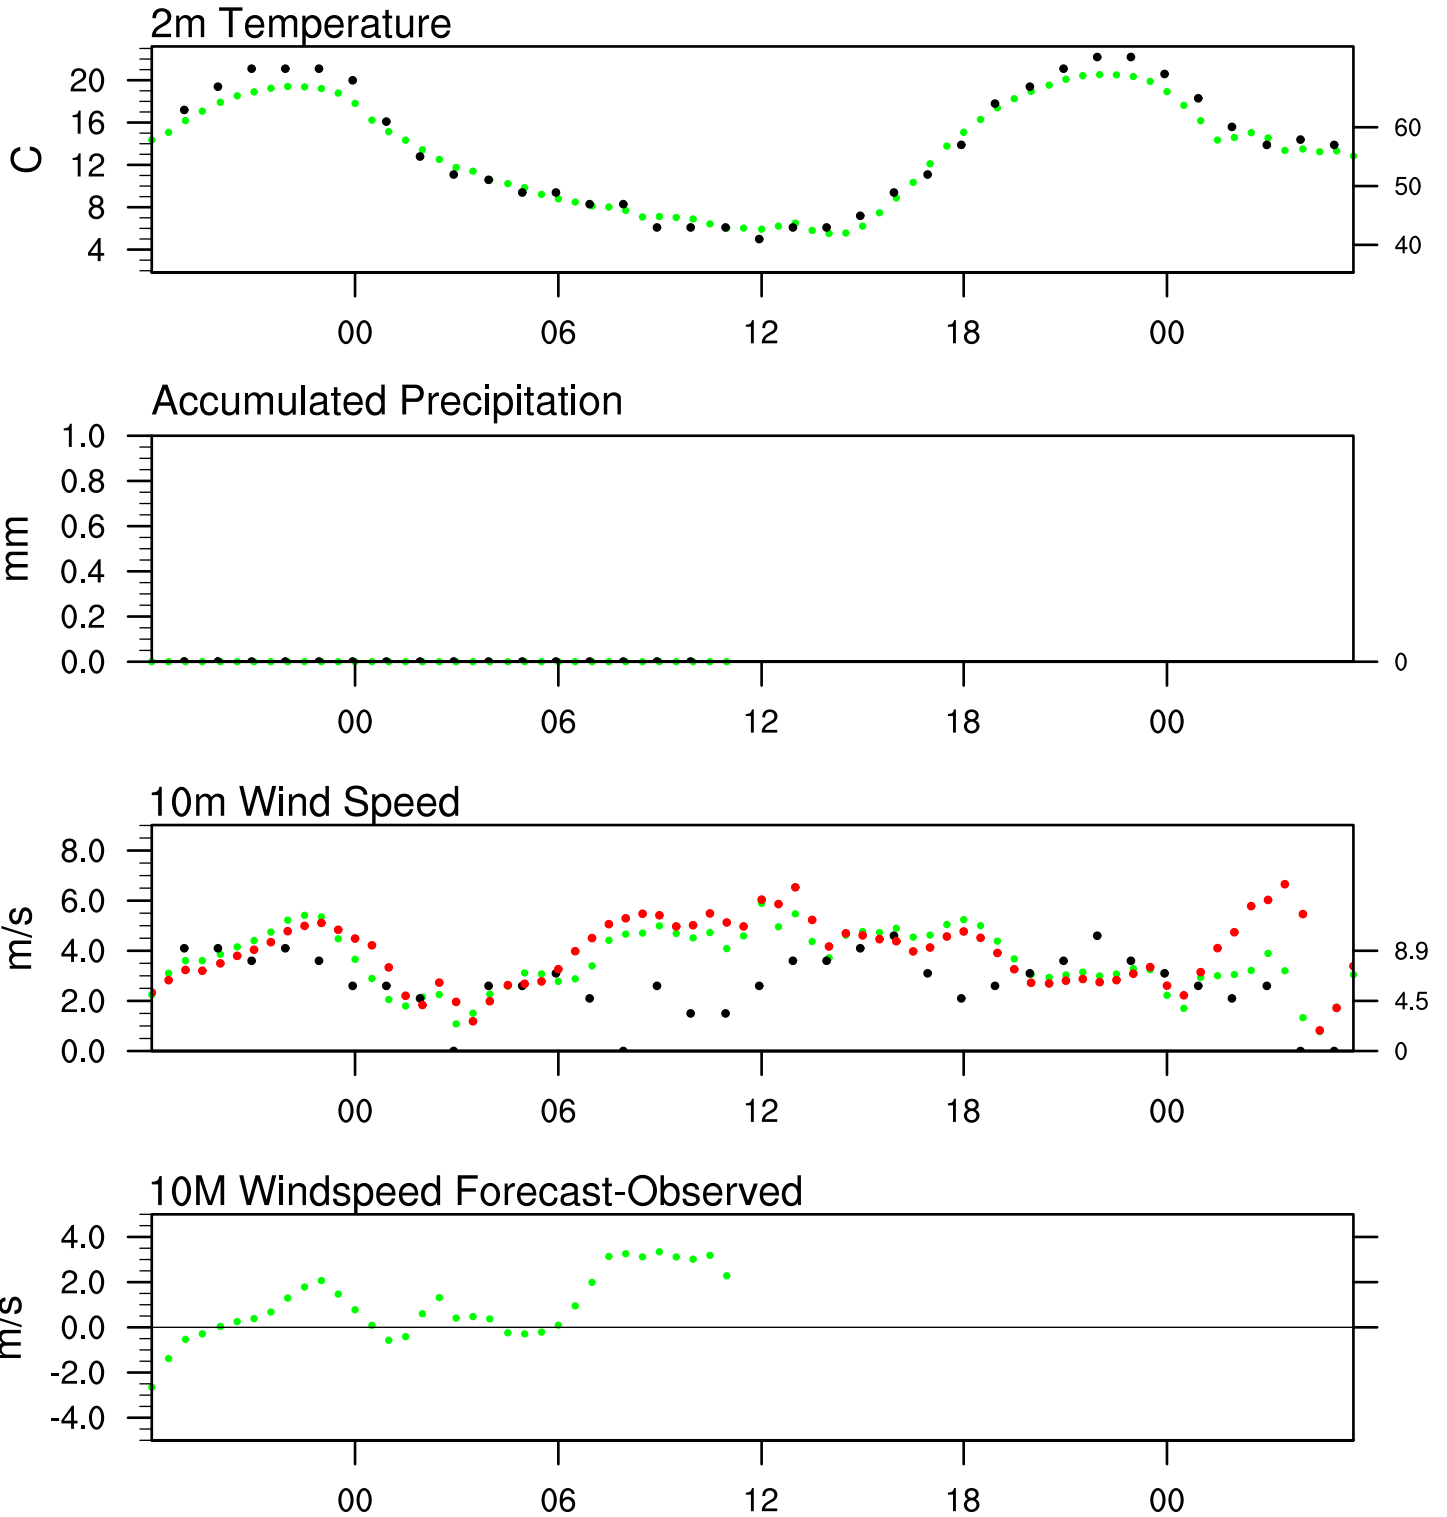 2m Temperature
20
16
12
8
4
C
60
50
40
00 06 12 18 00
Accumulated Precipitation
1.0
0.8
0.6
0.4
0.2
0.0
mm
0
00 06 12 18 00
10m Wind Speed
8.0
6.0
4.0
2.0
0.0
m/s
8.9
4.5
0
00 06 12 18 00
10M Windspeed Forecast-Observed
4.0
2.0
0.0
-2.0
-4.0
m/s
00 06 12 18 00